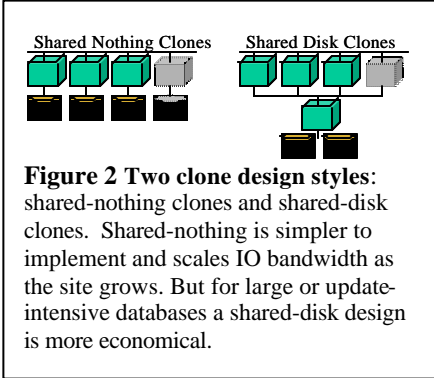 Shared Nothing Clones
Shared Disk Clones
Figure 2 Two clone design styles:
shared-nothing clones and shared-disk
clones.  Shared-nothing is simpler to
implement and scales IO bandwidth as
the site grows. But for large or update-
intensive databases a shared-disk design
is more economical.